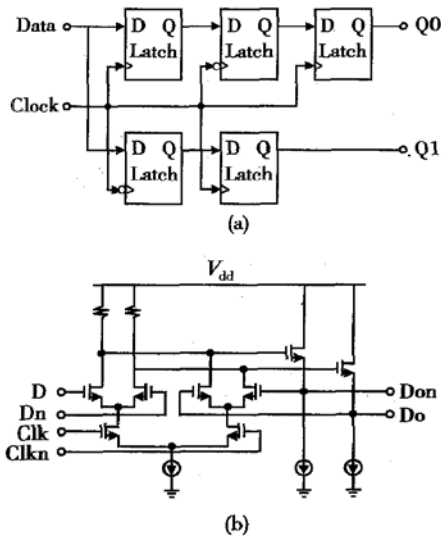 Data
D Q
Latch
D Q
Latch
D Q
Latch
Q0
Clock
D Q
Latch
D Q
Latch
Q1
(a)
Vdd
D
Dn
Clk
Clkn
Don
Do
(b)